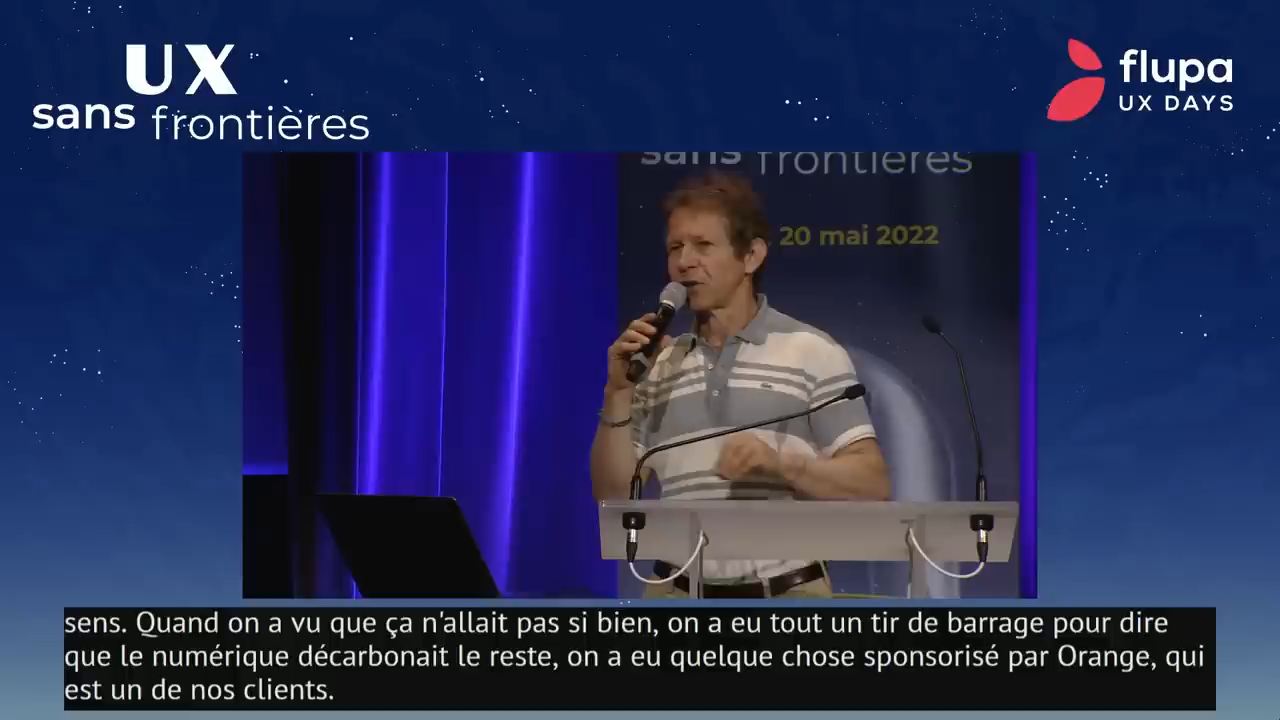 UX
sans frontières
flupa
UX DAYS
sans frontières
20 mai 2022
sens. Quand on a vu que ça n'allait pas si bien, on a eu tout un tir de barrage pour dire
que le numérique décarbonait le reste, on a eu quelque chose sponsorisé par Orange, qui
est un de nos clients.